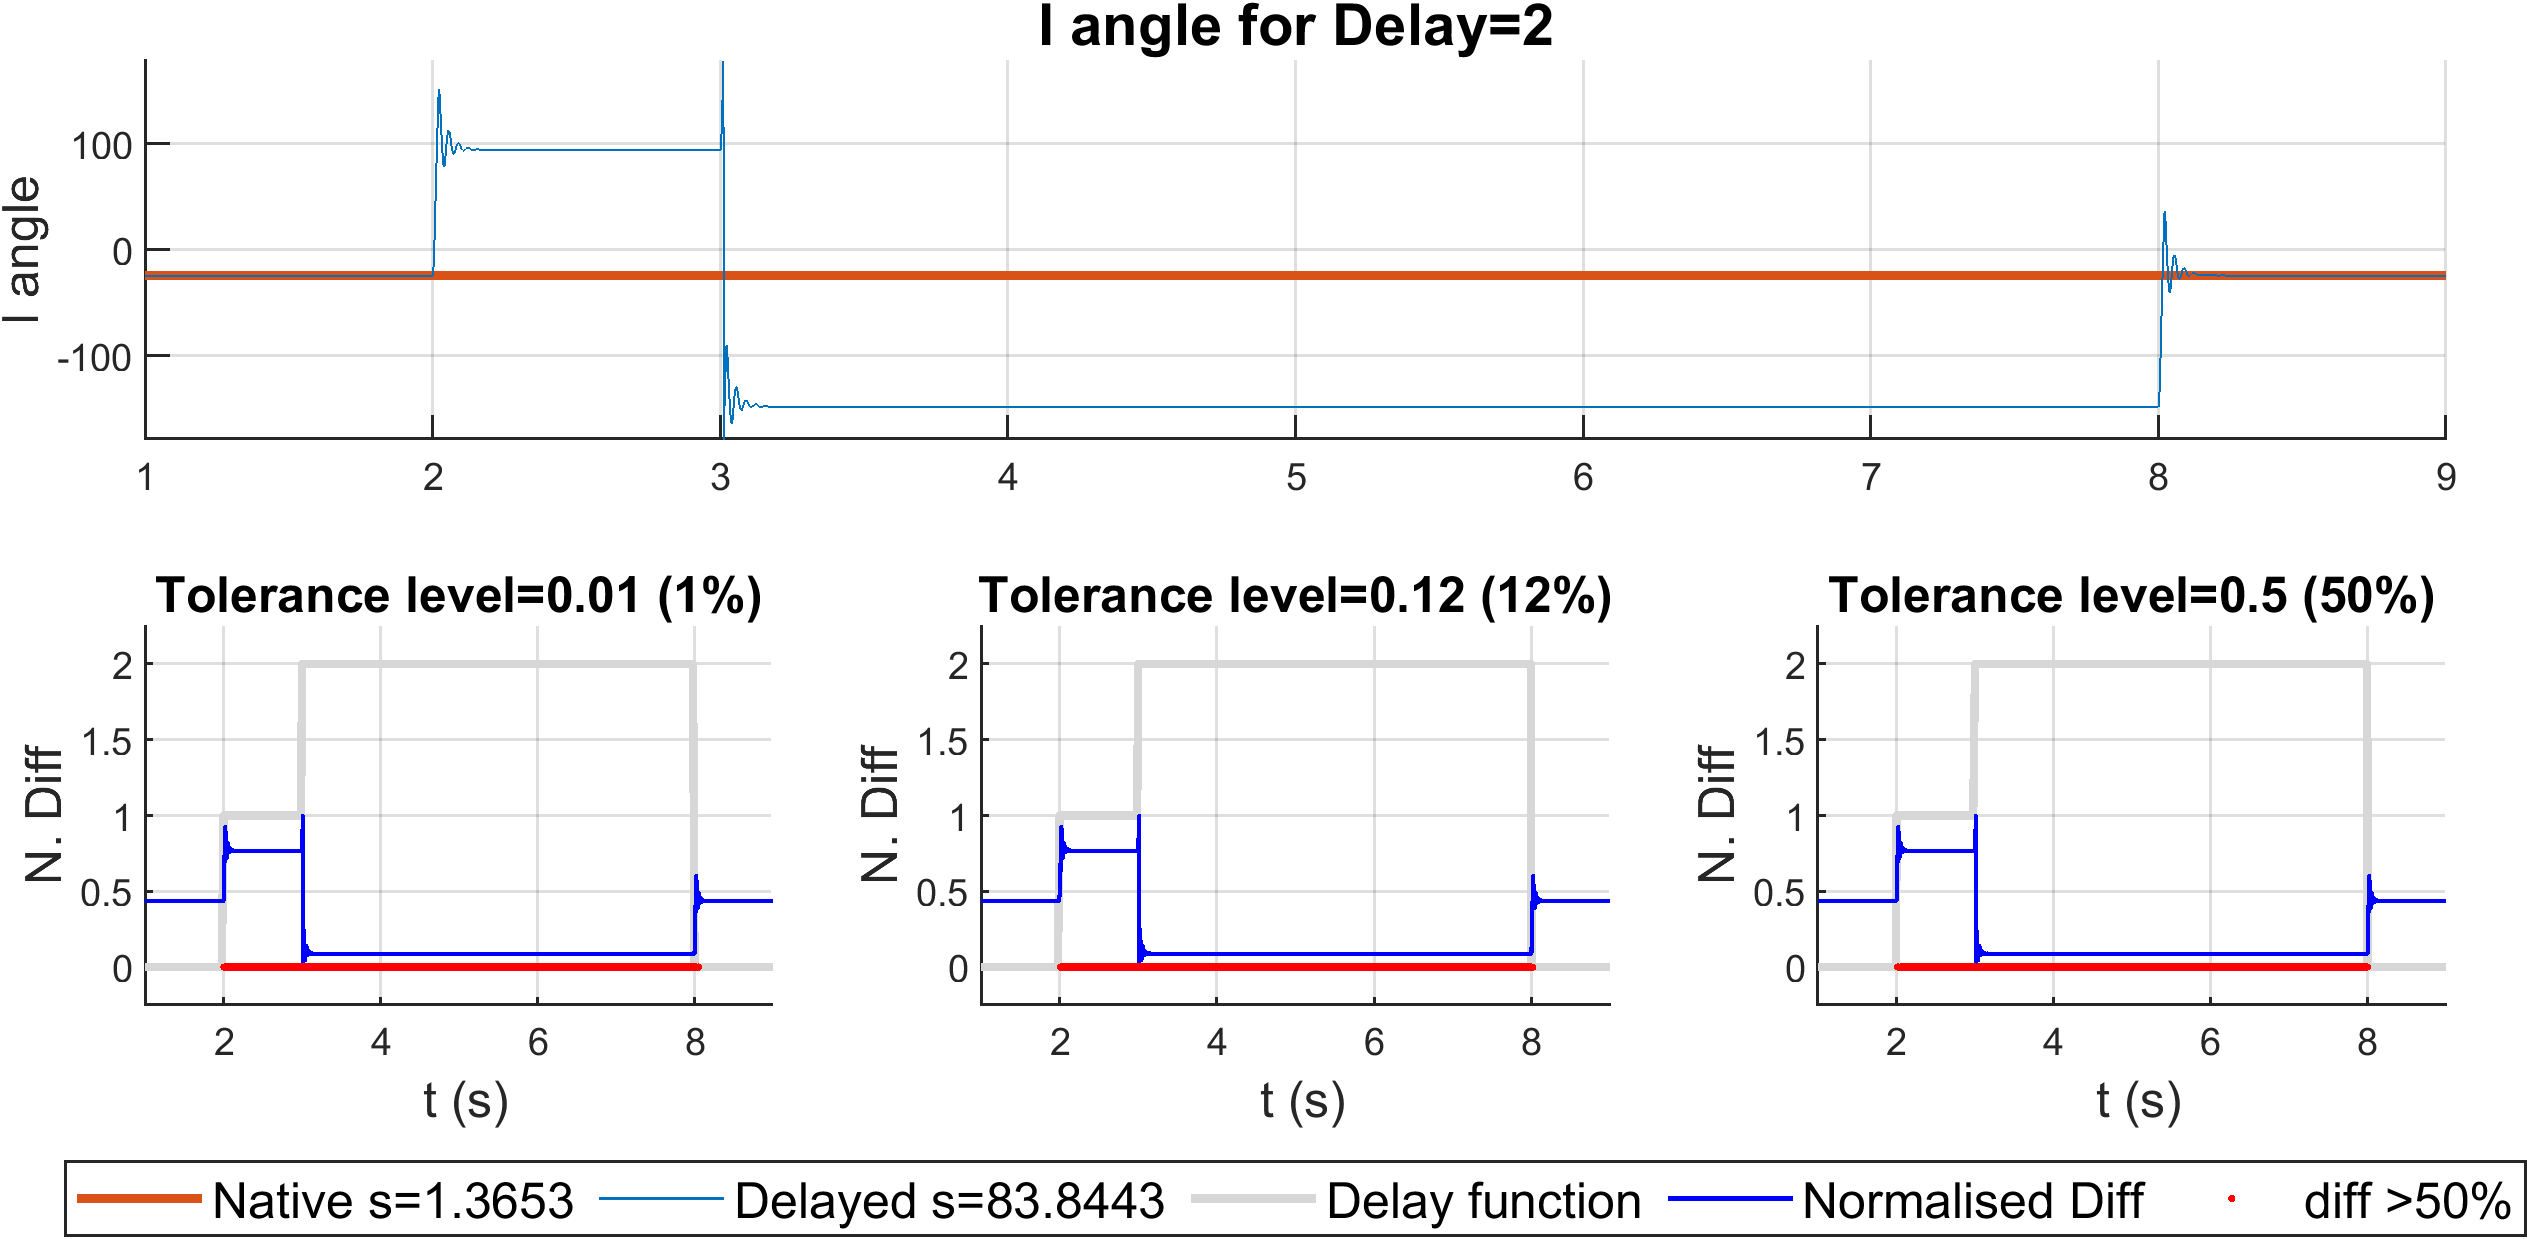 I angle for Delay=2
I angle
100
0
-100
1 2 3 4 5 6 7 8 9
Tolerance level=0.01 (1%)
N. Diff
2
1.5
1
0.5
0
2 4 6 8
t (s)
Tolerance level=0.12 (12%)
N. Diff
2
1.5
1
0.5
0
2 4 6 8
t (s)
Tolerance level=0.5 (50%)
N. Diff
2
1.5
1
0.5
0
2 4 6 8
t (s)
Native s=1.3653 Delayed s=83.8443 Delay function Normalised Diff diff >50%